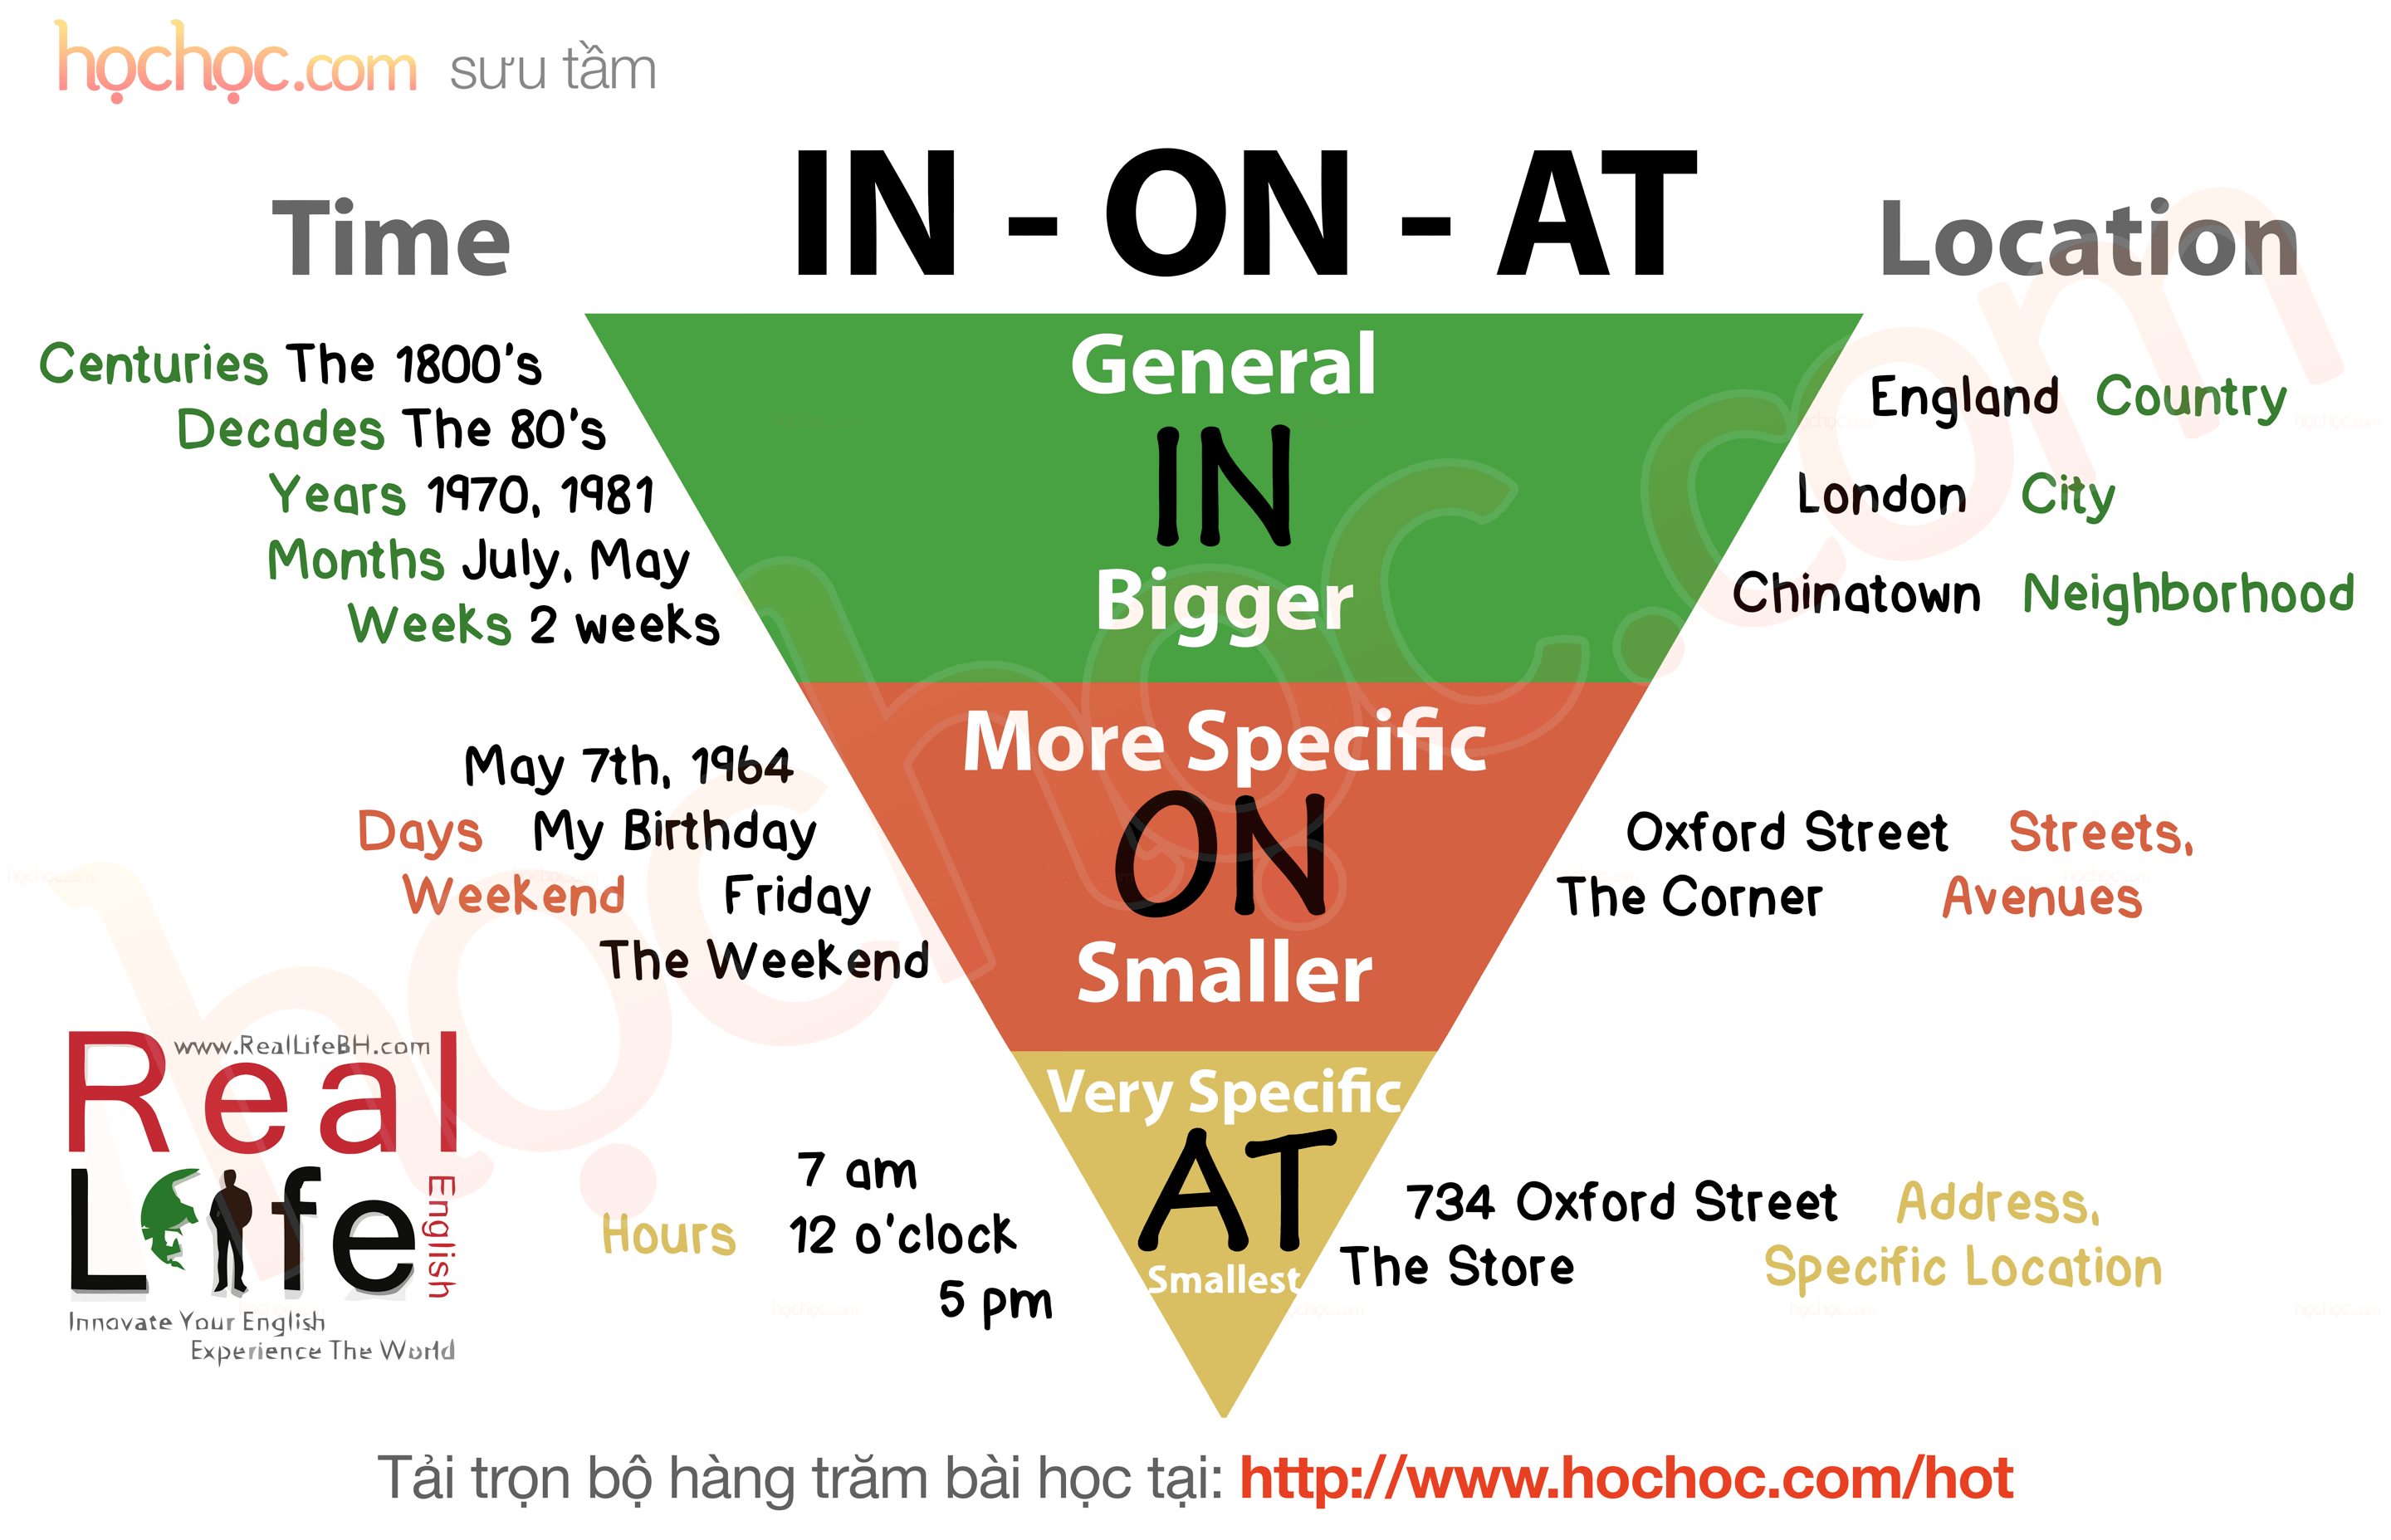 họchọc.com sưu tầm
IN - ON - AT
Time
Location
Centuries The 1800's
Decades The 80's
Years 1970, 1981
Months July, May
Weeks 2 weeks
General
IN
Bigger
England Country
London City
Chinatown Neighborhood
May 7th, 1964
Days My Birthday
Weekend Friday
The Weekend
More Specific
ON
Smaller
Oxford Street Streets,
The Corner Avenues
7 am
Hours 12 o'clock
5 pm
Very Specific
AT
Smallest
734 Oxford Street Address,
The Store Specific Location
www.RealLifeBH.com
Real
Life
English
Innovate Your English
Experience The World
Tải trọn bộ hàng trăm bài học tại: http://www.hochoc.com/hot
họchọc.com